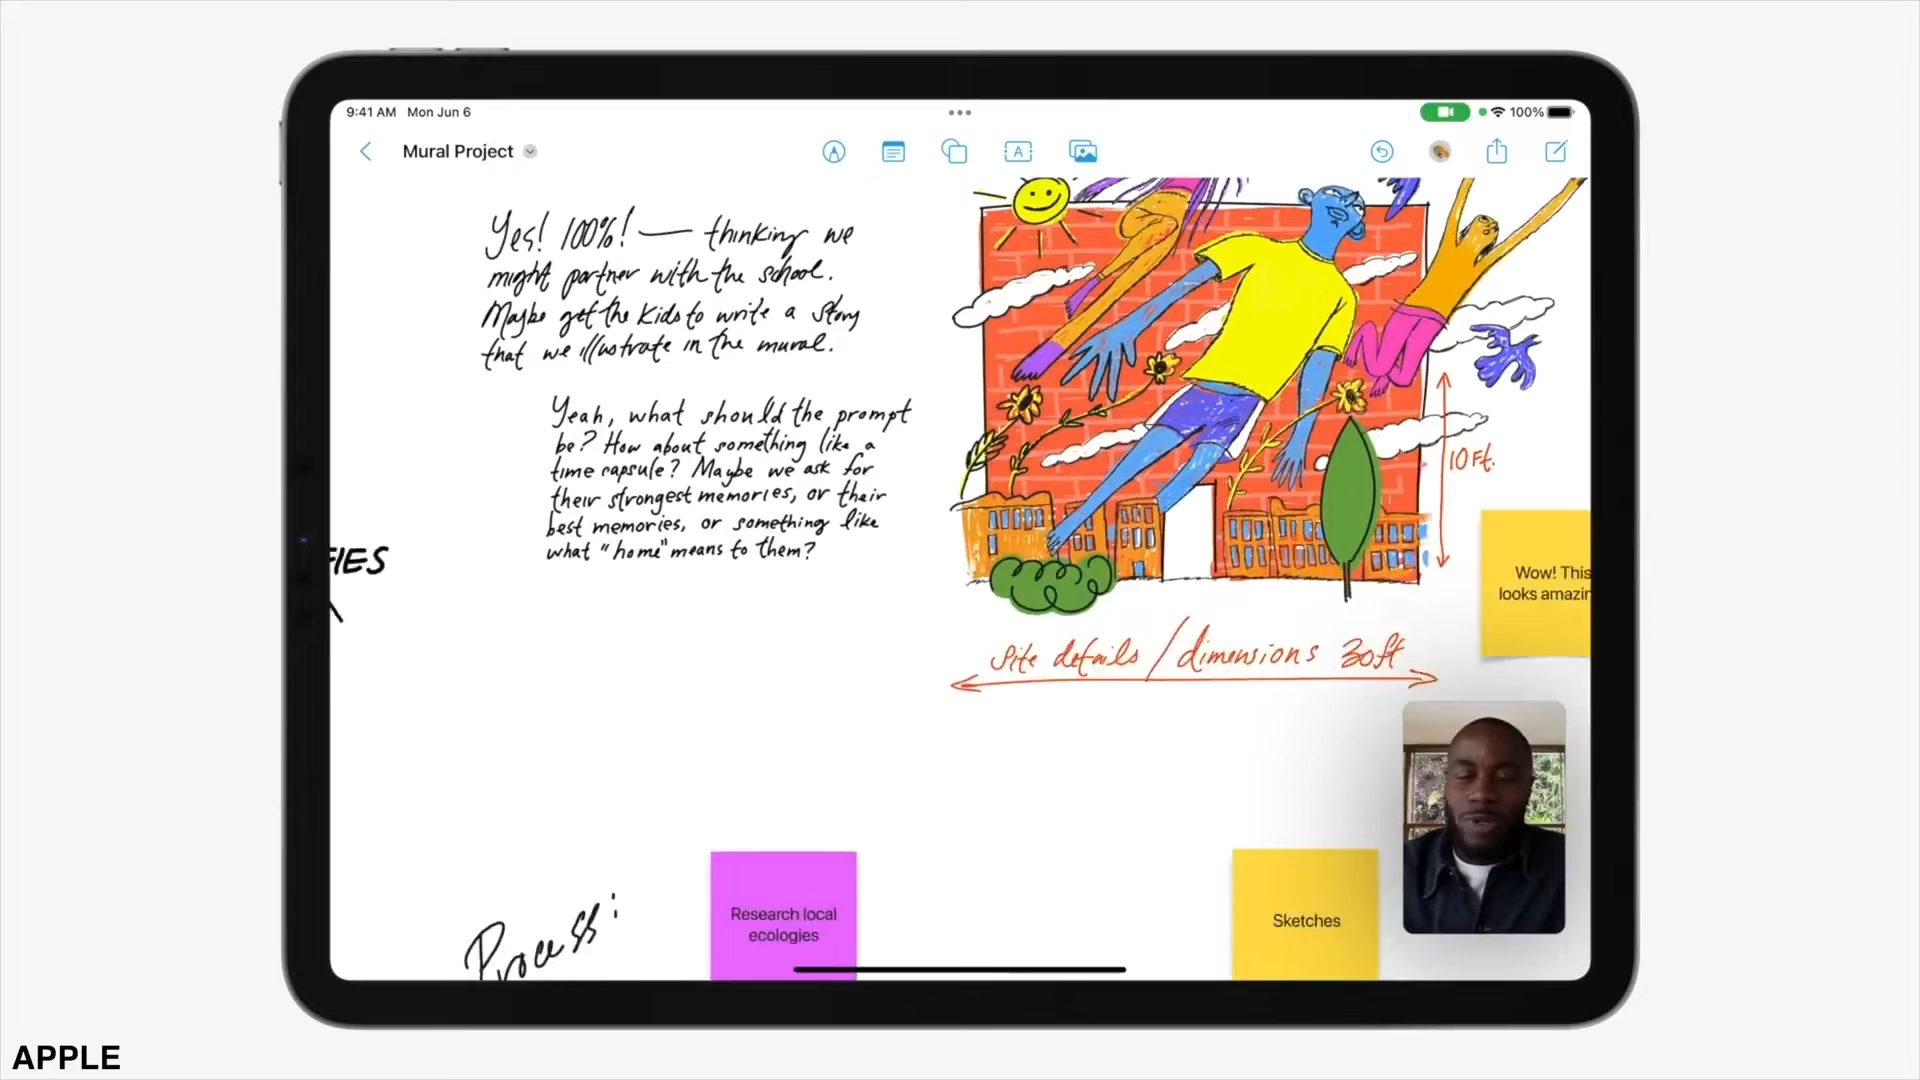 9:41 AM Mon Jun 6
100%
Mural Project
A
Yes! 100%! — thinking we
might partner with the school.
Maybe get the kids to write a story
that we illustrate in the mural.
Yeah, what should the prompt
be? How about something like a
time capsule? Maybe we ask for
their strongest memories, or their
best memories, or something like
what "home" means to them?
FIES
10Ft.
Wow! This
looks amazin
Site details / dimensions 30ft
Process:
Research local
ecologies
Sketches
APPLE